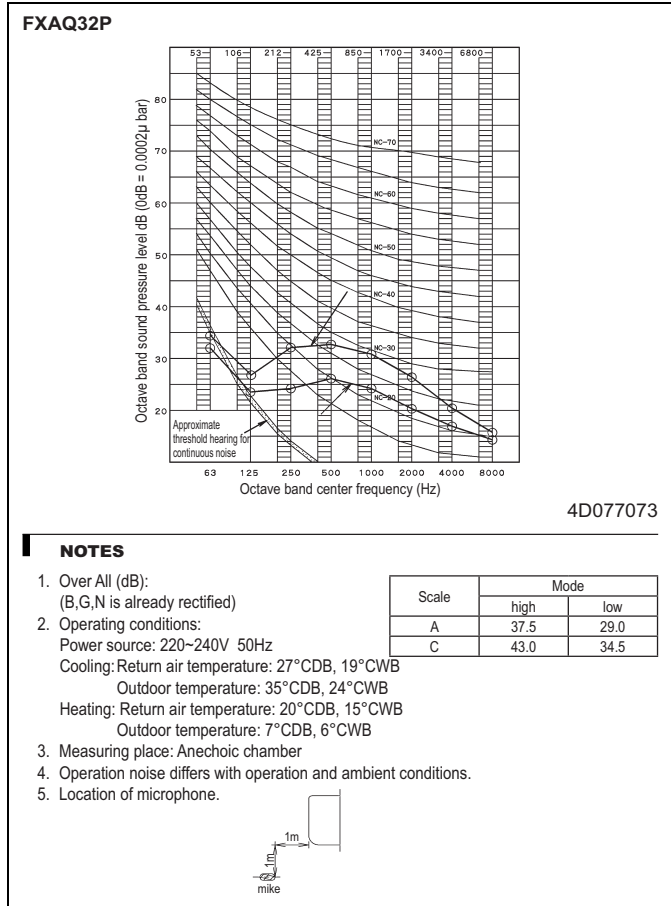 FXAQ32P
53 106 212 425 850 1700 3400 6800
Octave band sound pressure level dB (0dB = 0.0002µ bar)
80
70
60
50
40
30
20
NC-70
NC-60
NC-50
NC-40
NC-30
NC-20
Approximate
threshold hearing for
continuous noise
63 125 250 500 1000 2000 4000 8000
Octave band center frequency (Hz)
4D077073
NOTES
1. Over All (dB):
(B,G,N is already rectified)
2. Operating conditions:
Power source: 220~240V 50Hz
Cooling: Return air temperature: 27°CDB, 19°CWB
Outdoor temperature: 35°CDB, 24°CWB
Heating: Return air temperature: 20°CDB, 15°CWB
Outdoor temperature: 7°CDB, 6°CWB
3. Measuring place: Anechoic chamber
4. Operation noise differs with operation and ambient conditions.
5. Location of microphone.
Scale Mode
high low
A 37.5 29.0
C 43.0 34.5
1m
1m
mike